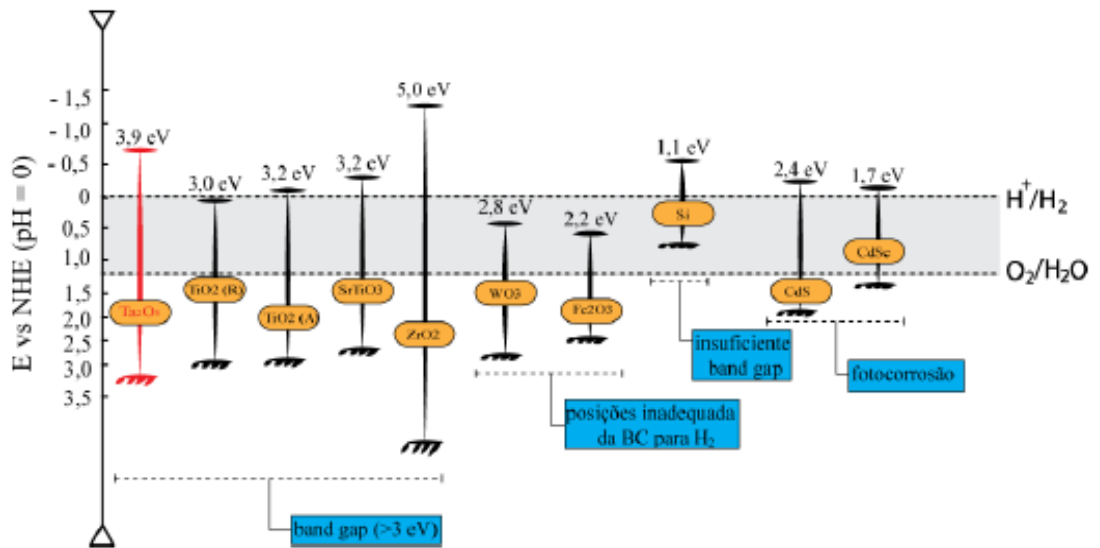 E vs NHE (pH = 0)
- 1,5
- 1,0
- 0,5
0
0,5
1,0
1,5
2,0
2,5
3,0
3,5
3,9 eV
3,0 eV
3,2 eV
3,2 eV
5,0 eV
2,8 eV
2,2 eV
1,1 eV
2,4 eV
1,7 eV
Ta2O5
TiO2 (R)
TiO2 (A)
SrTiO3
ZrO2
WO3
Fe2O3
Si
CdS
CdSe
H+/H2
O2/H2O
insuficiente
band gap
fotocorrosão
posições inadequada
da BC para H2
band gap (>3 eV)